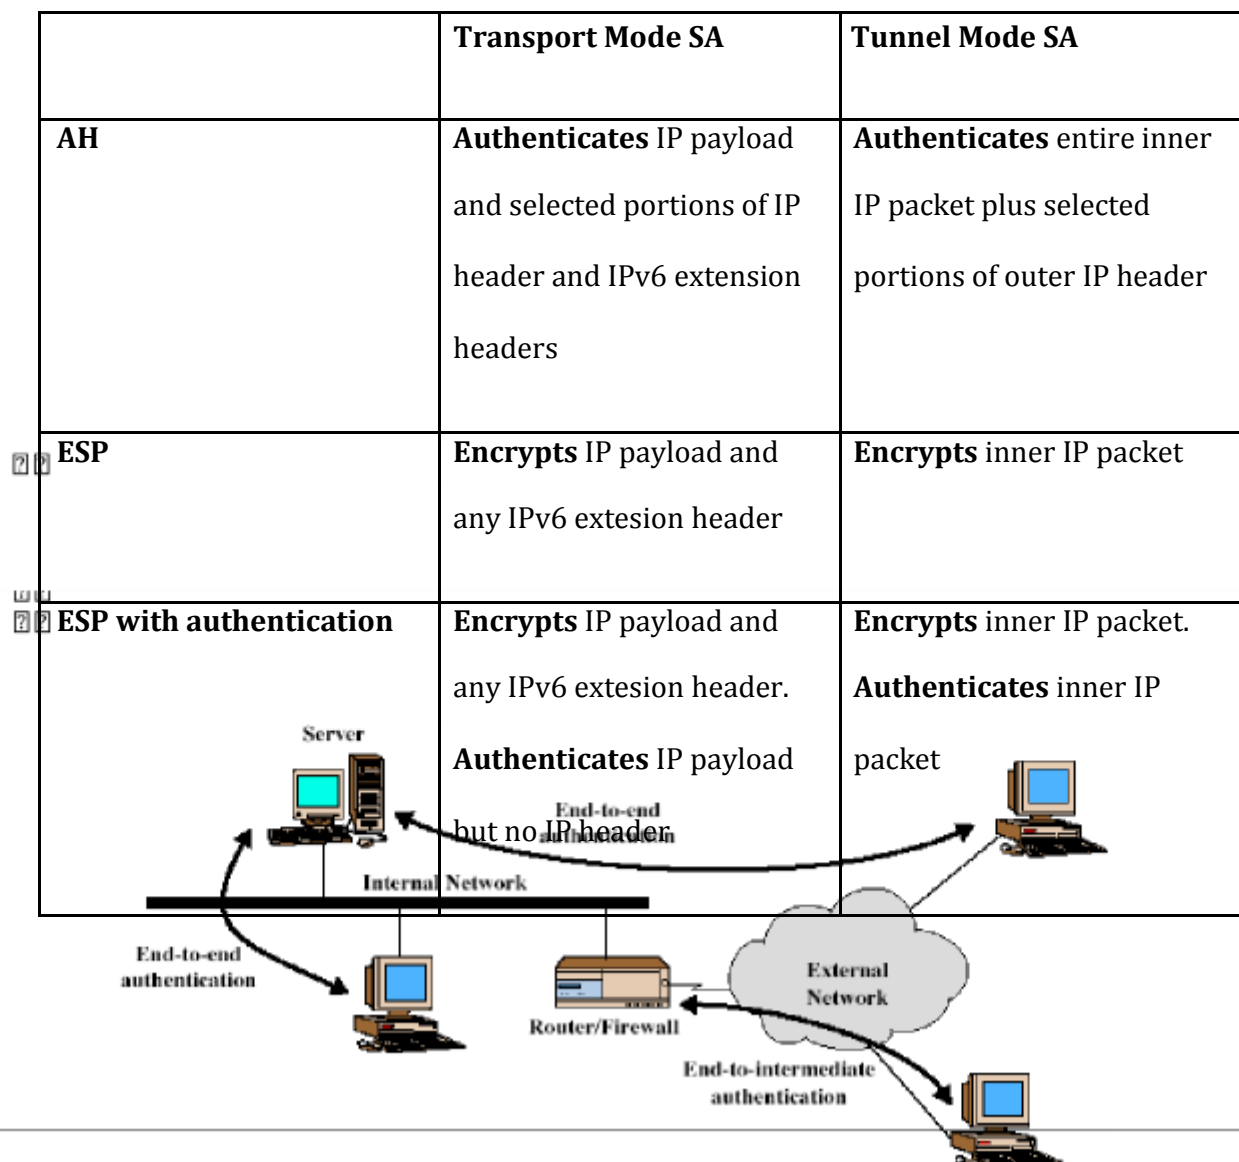 Transport Mode SA
Tunnel Mode SA
AH
Authenticates IP payload
and selected portions of IP
header and IPv6 extension
headers
Authenticates entire inner
IP packet plus selected
portions of outer IP header
ESP
Encrypts IP payload and
any IPv6 extesion header
Encrypts inner IP packet
ESP with authentication
Encrypts IP payload and
any IPv6 extesion header.
Authenticates IP payload
but no IP header
Encrypts inner IP packet.
Authenticates inner IP
packet
Server
End-to-end
authentication
Internal Network
End-to-end
authentication
Router/Firewall
External
Network
End-to-intermediate
authentication